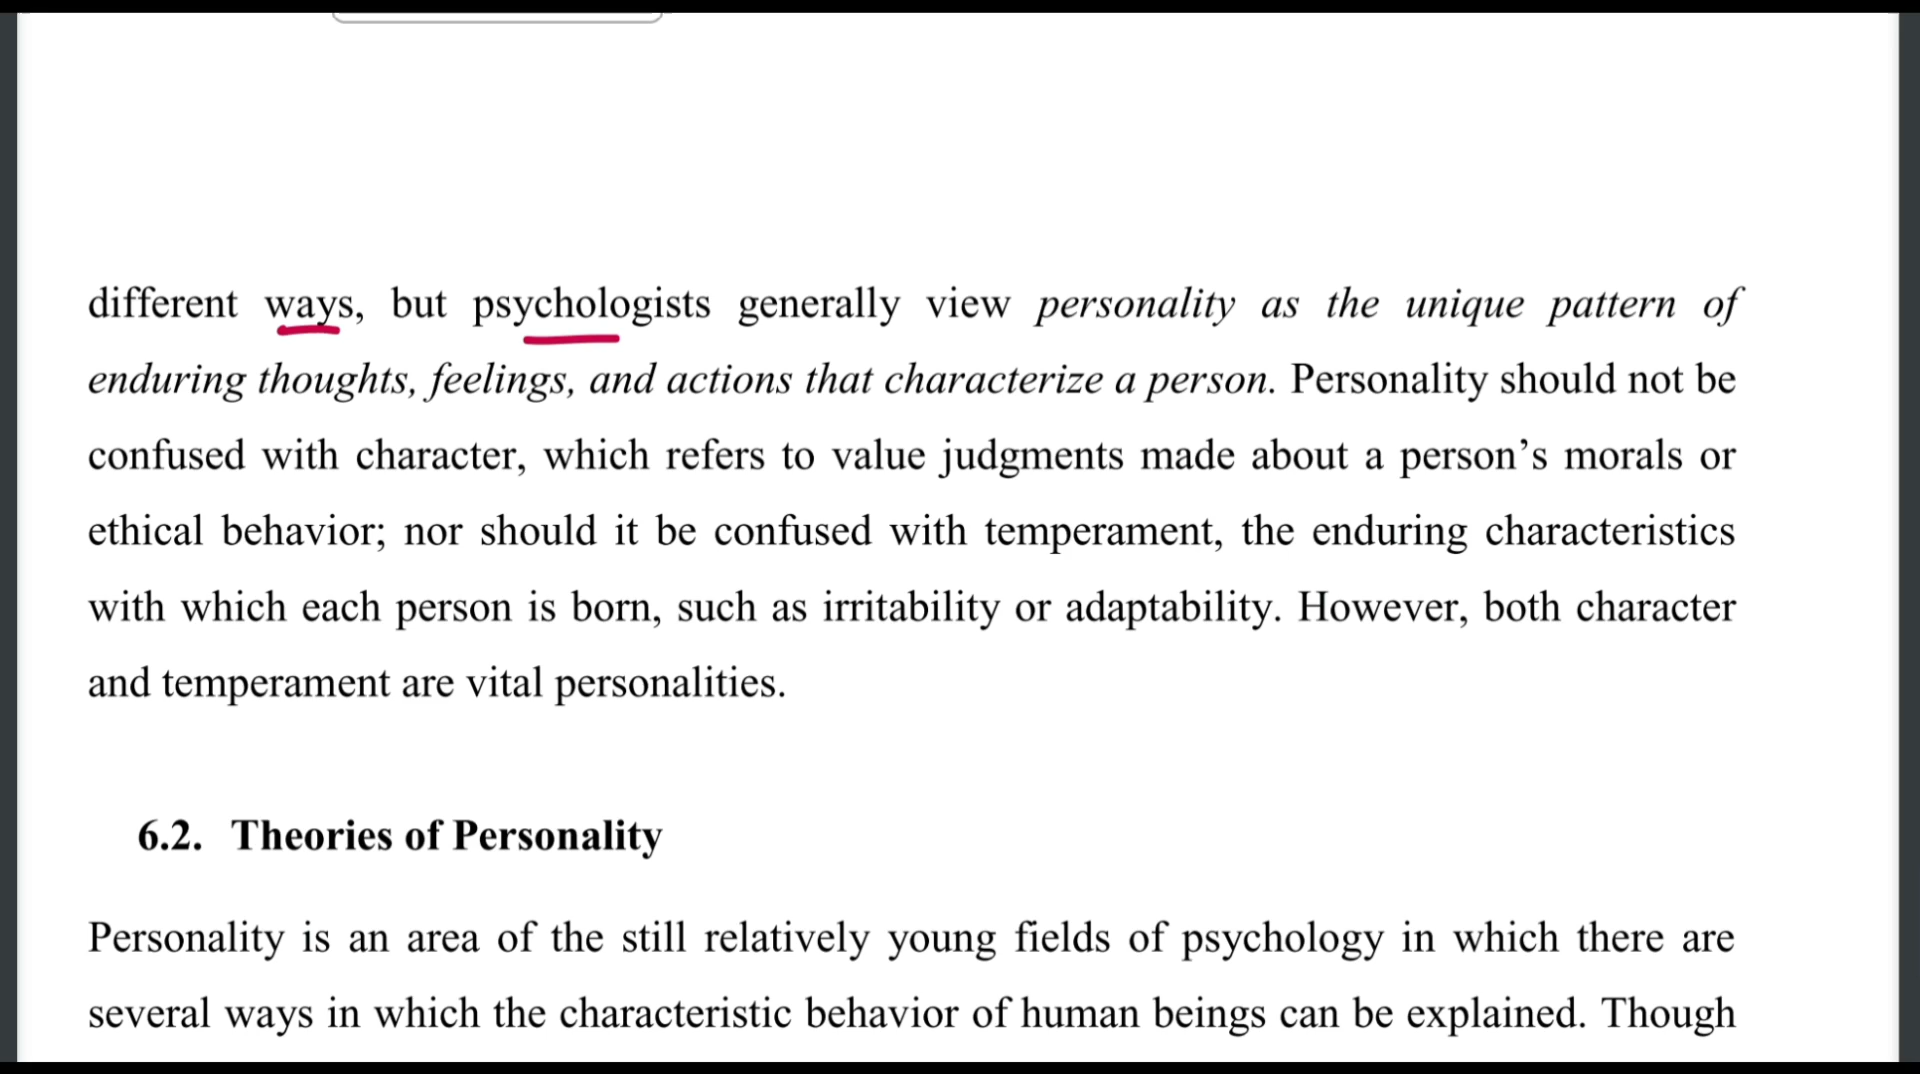 different ways, but psychologists generally view personality as the unique pattern of
enduring thoughts, feelings, and actions that characterize a person. Personality should not be
confused with character, which refers to value judgments made about a person’s morals or
ethical behavior; nor should it be confused with temperament, the enduring characteristics
with which each person is born, such as irritability or adaptability. However, both character
and temperament are vital personalities.
6.2. Theories of Personality
Personality is an area of the still relatively young fields of psychology in which there are
several ways in which the characteristic behavior of human beings can be explained. Though